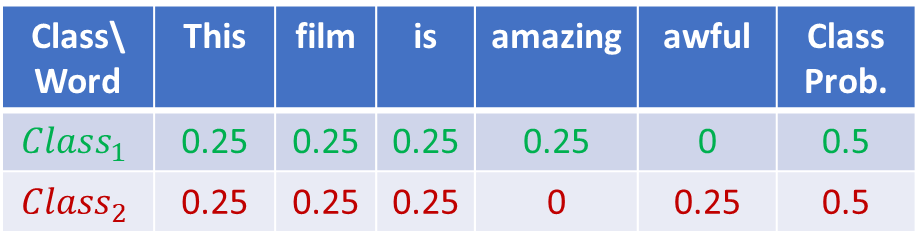 Class\ Word This film is amazing awful Class Prob.
Class₁ 0.25 0.25 0.25 0.25 0 0.5
Class₂ 0.25 0.25 0.25 0 0.25 0.5